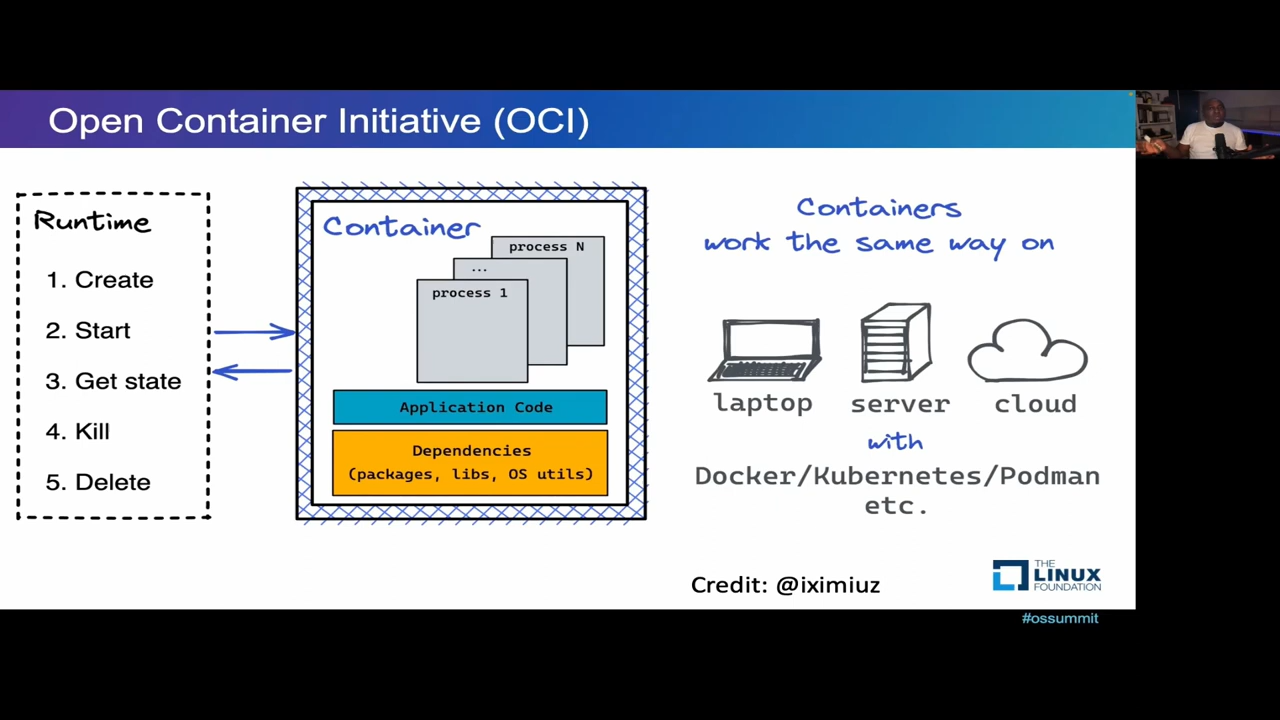 Open Container Initiative (OCI)
Runtime
1. Create
2. Start
3. Get state
4. Kill
5. Delete
Container
process N
...
process 1
Application Code
Dependencies
(packages, libs, OS utils)
Containers
work the same way on
laptop
server
cloud
with
Docker/Kubernetes/Podman
etc.
Credit: @iximiuz
THE
LINUX
FOUNDATION
#ossummit